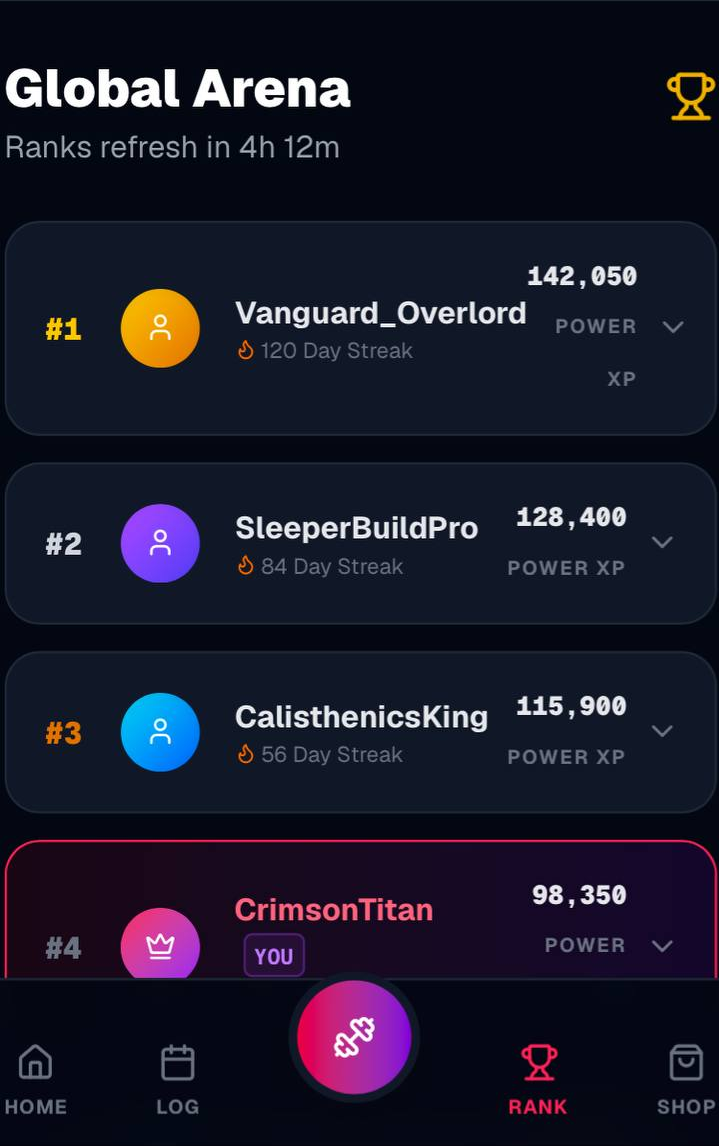 Global Arena
Ranks refresh in 4h 12m
#1
Vanguard_Overlord
120 Day Streak
142,050
POWER
XP
#2
SleeperBuildPro
84 Day Streak
128,400
POWER XP
#3
CalisthenicsKing
56 Day Streak
115,900
POWER XP
#4
CrimsonTitan
YOU
98,350
POWER
HOME
LOG
RANK
SHOP